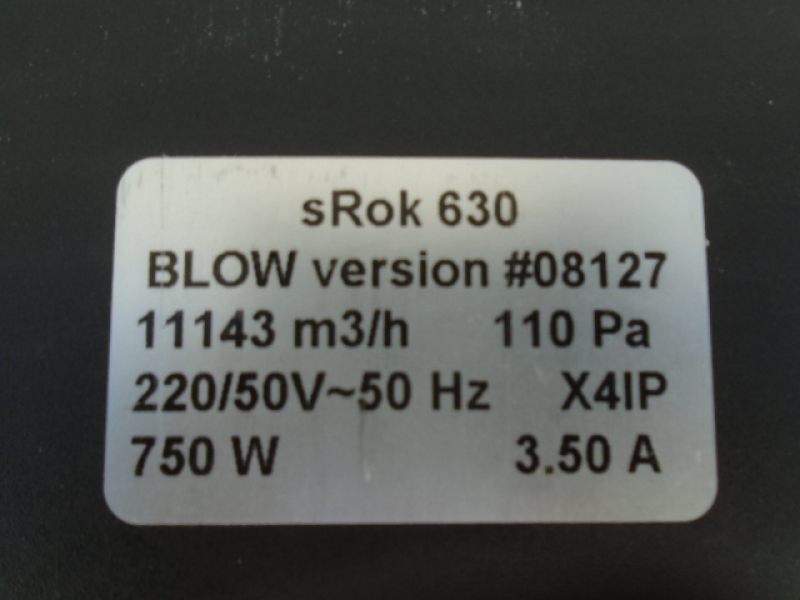 sRok 630
BLOW version #08127
11143 m3/h 110 Pa
220/50V~50 Hz X4IP
750 W 3.50 A